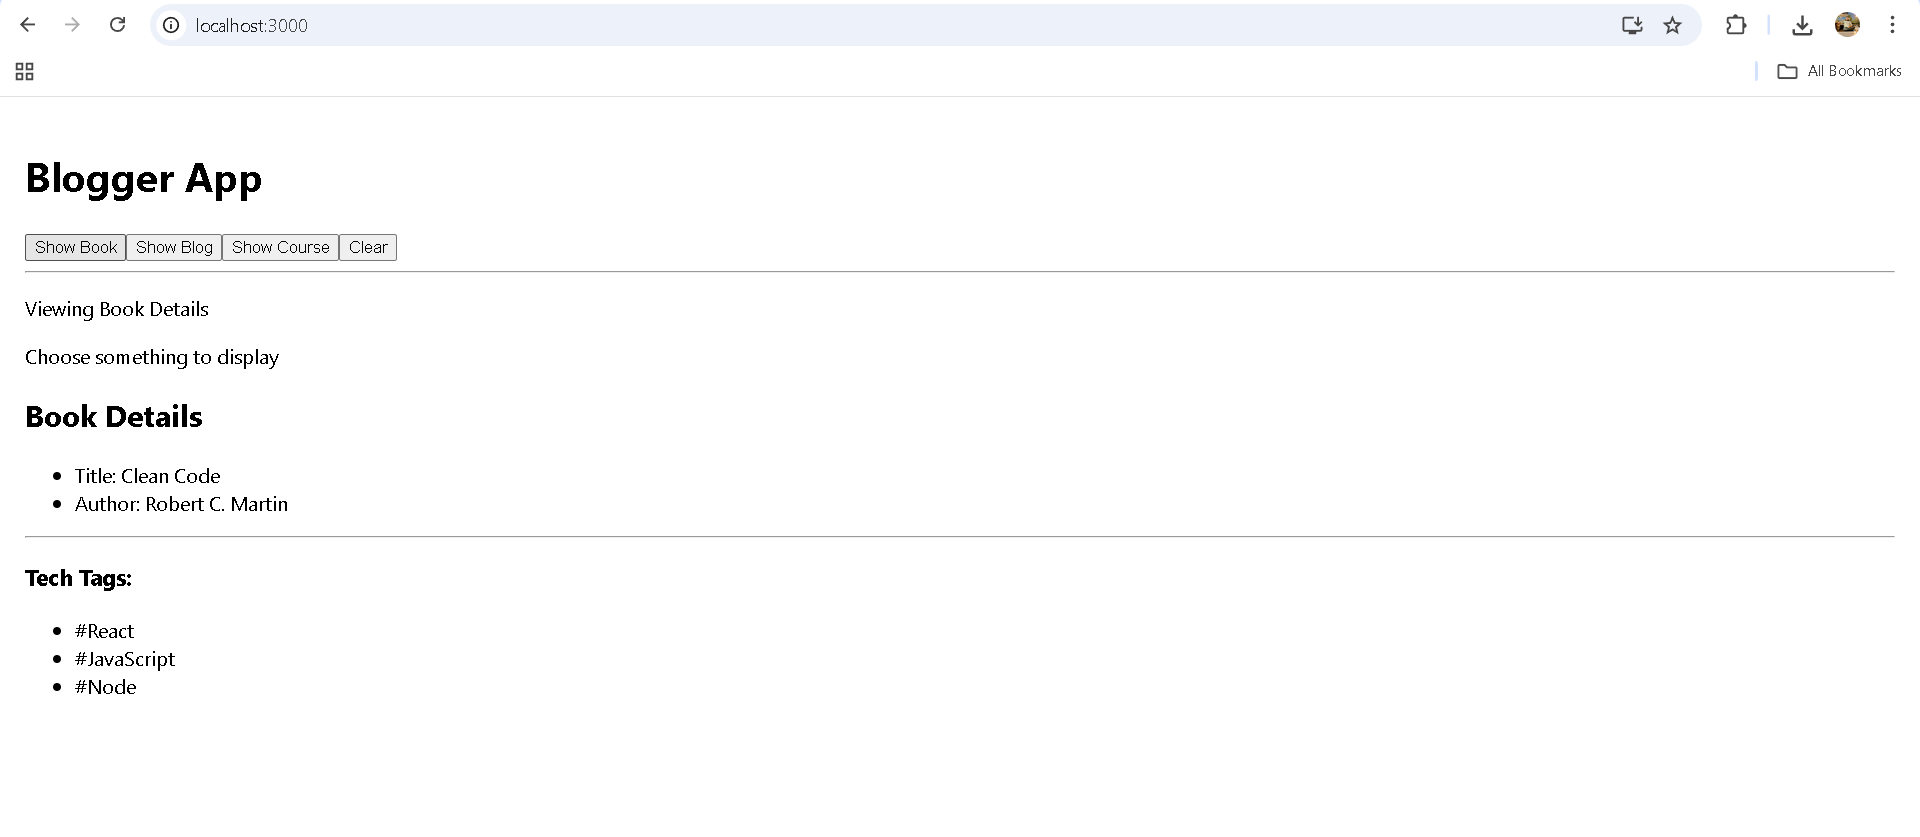 localhost:3000
All Bookmarks
Blogger App
Show Book Show Blog Show Course Clear
Viewing Book Details
Choose something to display
Book Details
Title: Clean Code
Author: Robert C. Martin
Tech Tags:
#React
#JavaScript
#Node